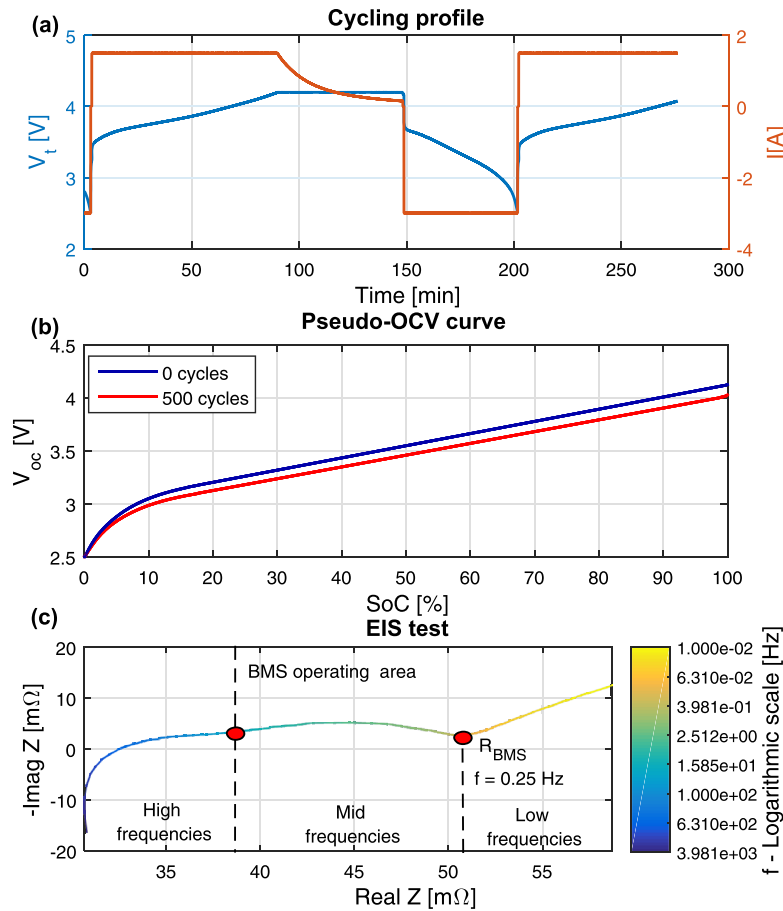 (a)
Cycling profile
5
4
3
2
V_t [V]
2
0
-2
-4
I[A]
0
50
100
150
200
250
300
Time [min]
(b)
Pseudo-OCV curve
4.5
4
3.5
3
2.5
V_oc [V]
0 cycles
500 cycles
0
10
20
30
40
50
60
70
80
90
100
SoC [%]
(c)
EIS test
20
10
0
-10
-20
-Imag Z [mΩ]
BMS operating area
R_BMS
f = 0.25 Hz
High
frequencies
Mid
frequencies
Low
frequencies
35
40
45
50
55
Real Z [mΩ]
1.000e-02
6.310e-02
3.981e-01
2.512e+00
1.585e+01
1.000e+02
6.310e+02
3.981e+03
f - Logarithmic scale [Hz]